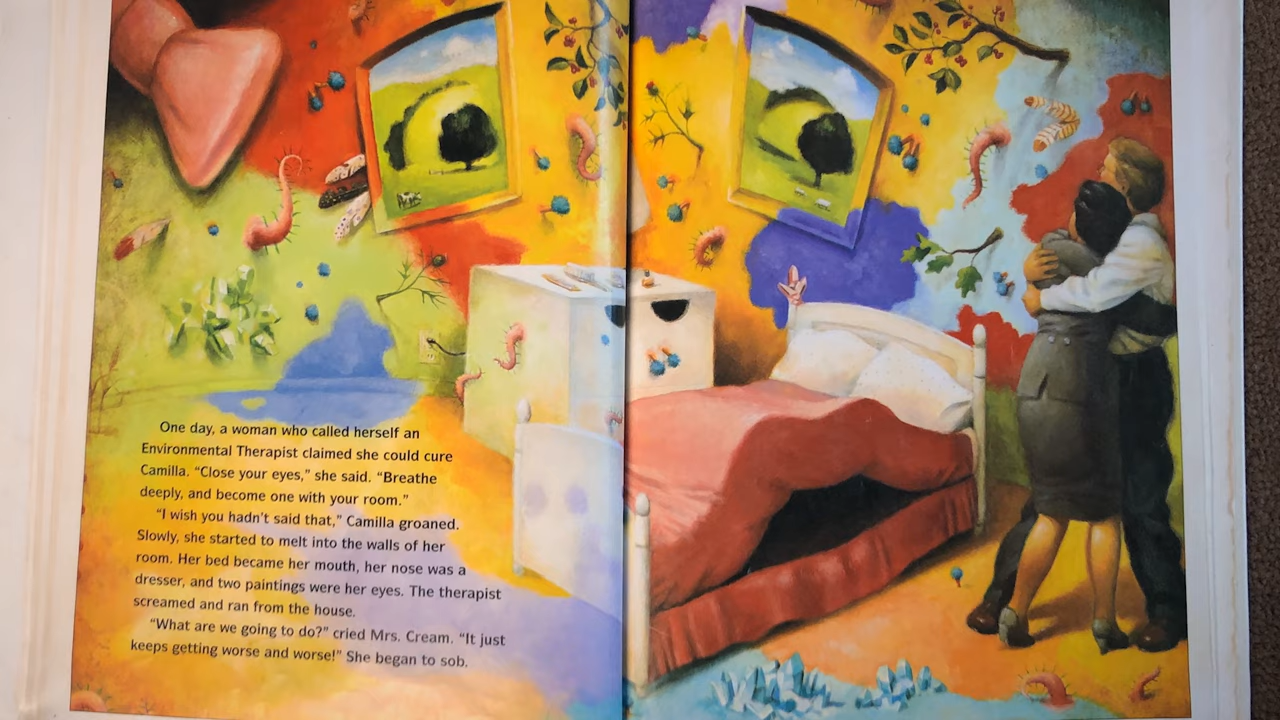 One day, a woman who called herself an
Environmental Therapist claimed she could cure
Camilla. “Close your eyes,” she said. “Breathe
deeply, and become one with your room.”
“I wish you hadn't said that,” Camilla groaned.
Slowly, she started to melt into the walls of her
room. Her bed became her mouth, her nose was a
dresser, and two paintings were her eyes. The therapist
screamed and ran from the house.
“What are we going to do?” cried Mrs. Cream. “It just
keeps getting worse and worse!” She began to sob.